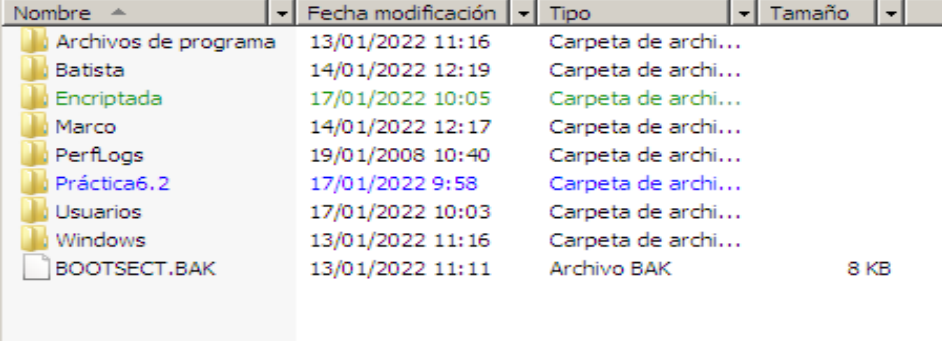 Nombre Fecha modificación Tipo Tamaño
Archivos de programa 13/01/2022 11:16 Carpeta de archi...
Batista 14/01/2022 12:19 Carpeta de archi...
Encriptada 17/01/2022 10:05 Carpeta de archi...
Marco 14/01/2022 12:17 Carpeta de archi...
PerfLogs 19/01/2008 10:40 Carpeta de archi...
Práctica6.2 17/01/2022 9:58 Carpeta de archi...
Usuarios 17/01/2022 10:03 Carpeta de archi...
Windows 13/01/2022 11:16 Carpeta de archi...
BOOTSECT.BAK 13/01/2022 11:11 Archivo BAK 8 KB